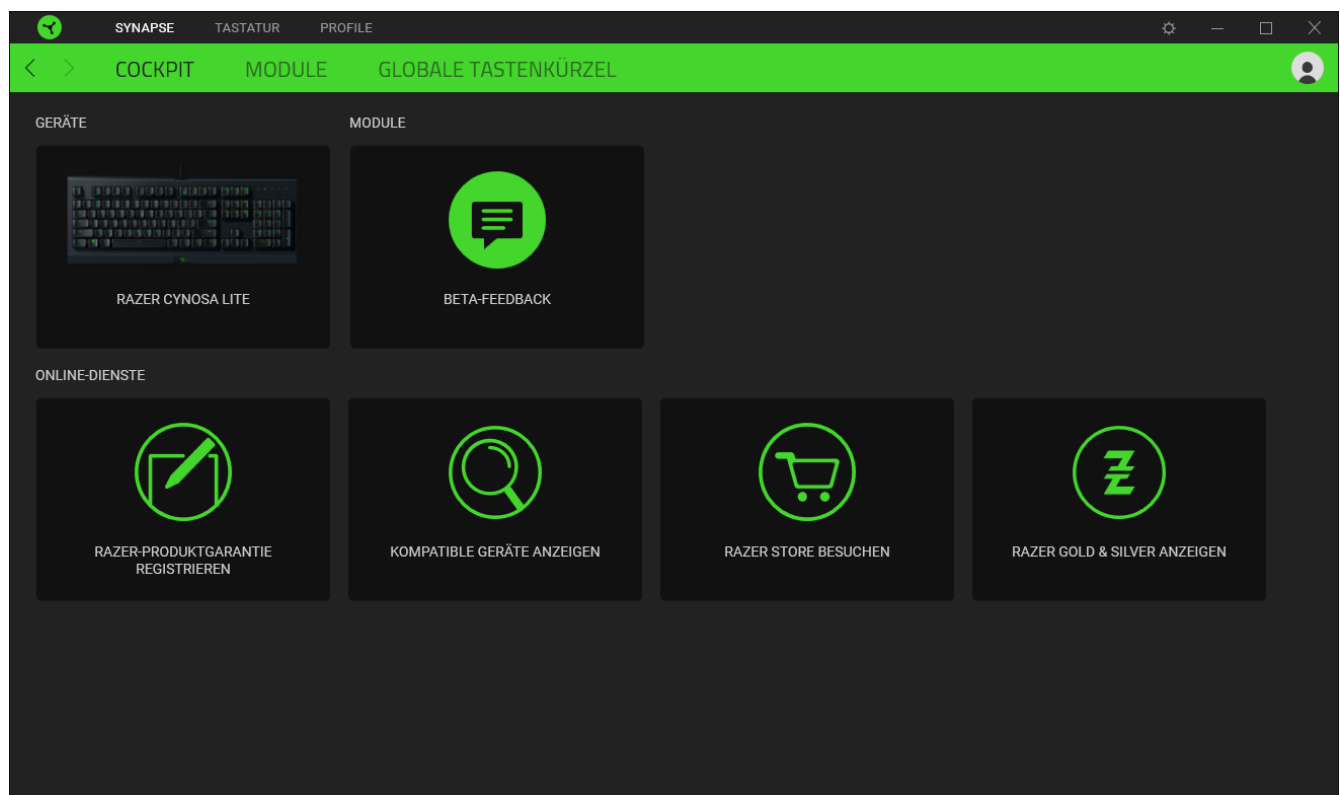 SYNAPSE TASTATUR PROFILE
COCKPIT MODULE GLOBALE TASTENKÜRZEL
GERÄTE MODULE
RAZER CYNOSA LITE BETA-FEEDBACK
ONLINE-DIENSTE
RAZER-PRODUKTGARANTIE
REGISTRIEREN
KOMPATIBLE GERÄTE ANZEIGEN
RAZER STORE BESUCHEN
RAZER GOLD & SILVER ANZEIGEN